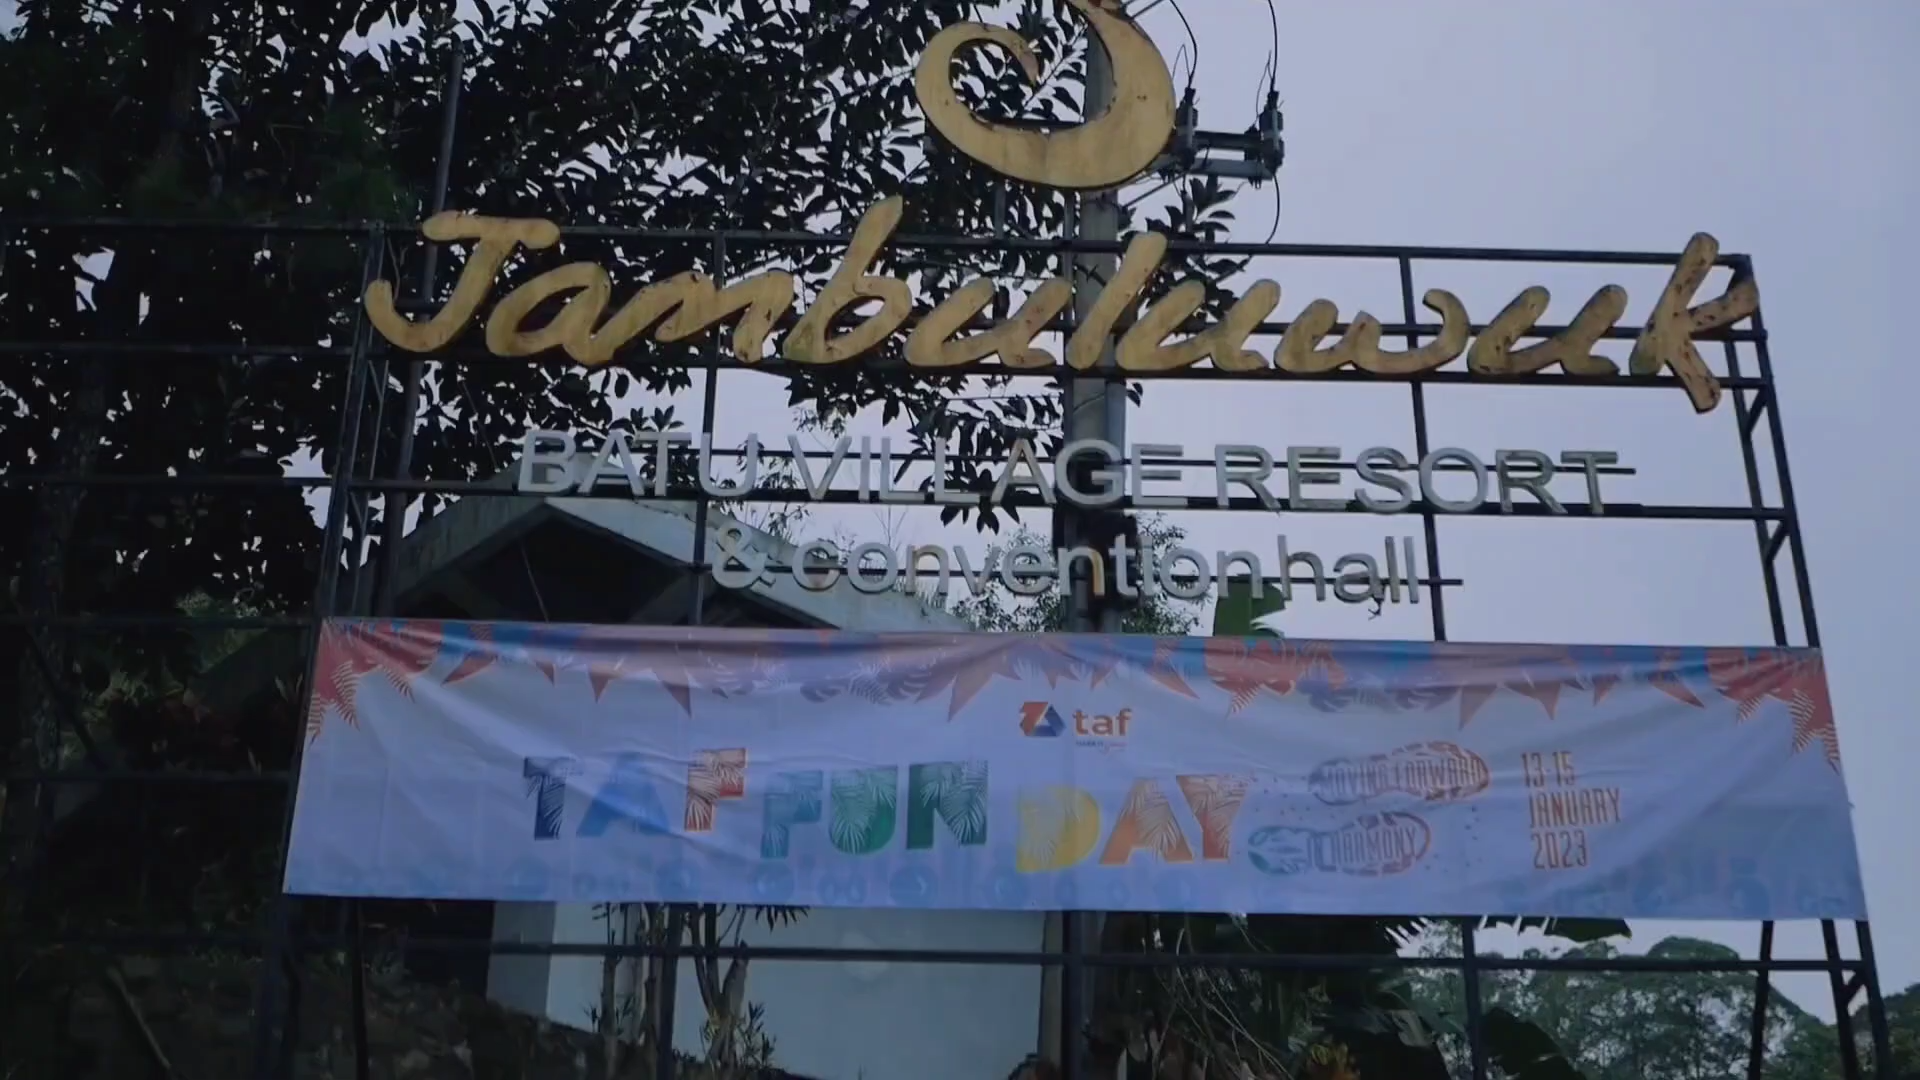 Jambuluwuk
BATU VILLAGE RESORT
& convention hall
taf
TAF FUN DAY
MOVING FORWARD
HARMONY
13-15
JANUARY
2023